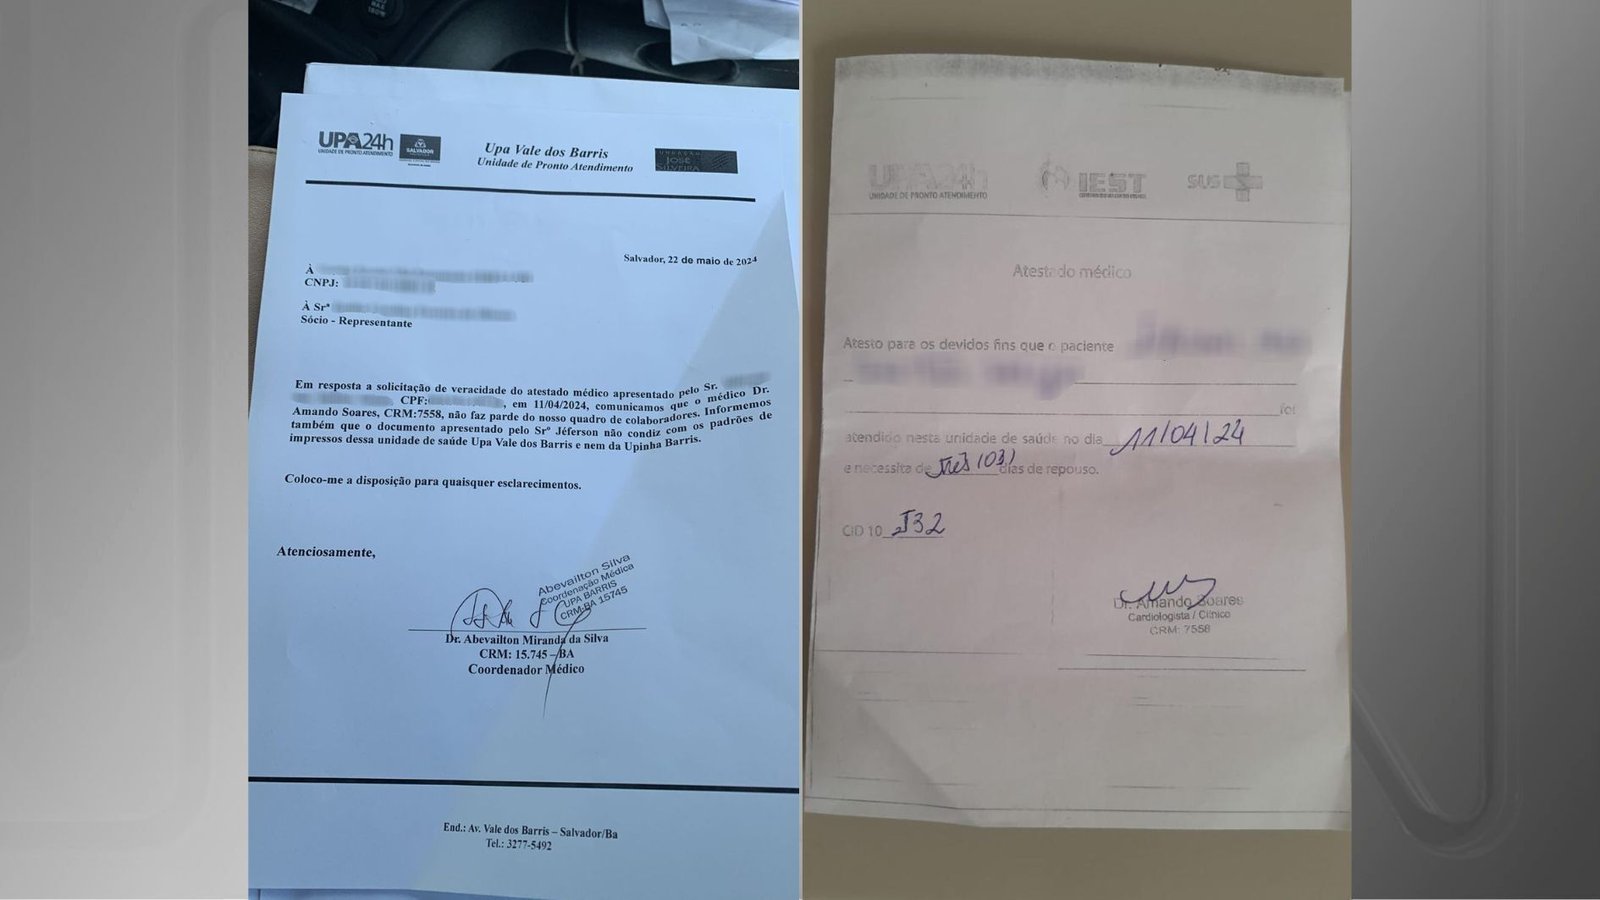 UPA24h
UNIDADE DE PRONTO ATENDIMENTO
SALVADOR
Upa Vale dos Barris
Unidade de Pronto Atendimento
FUNDAÇÃO
JOSÉ
SILVEIRA
Salvador, 22 de maio de 2024
À
CNPJ:
À Srª
Sócio - Representante
Em resposta a solicitação de veracidade do atestado médico apresentado pelo Sr.
CPF: , em 11/04/2024, comunicamos que o médico Dr.
Amando Soares, CRM:7558, não faz parde do nosso quadro de colaboradores. Informemos
também que o documento apresentado pelo Srº Jéferson não condiz com os padrões de
impressos dessa unidade de saúde Upa Vale dos Barris e nem da Upinha Barris.
Coloco-me a disposição para quaisquer esclarecimentos.
Atenciosamente,
Abevailton Silva
Coordenação Médica
UPA BARRIS
CRM-BA 15745
Dr. Abevailton Miranda da Silva
CRM: 15.745 – BA
Coordenador Médico
End.: Av. Vale dos Barris – Salvador/Ba
Tel.: 3277-5492
UPA24h
UNIDADE DE PRONTO ATENDIMENTO
IEST
SUS
Atestado médico
Atesto para os devidos fins que o paciente
foi
atendido nesta unidade de saúde no dia 11/04/24
e necessita de três (03) dias de repouso.
CID 10 J32
Dr. Amando Soares
Cardiologista / Clínico
CRM: 7558